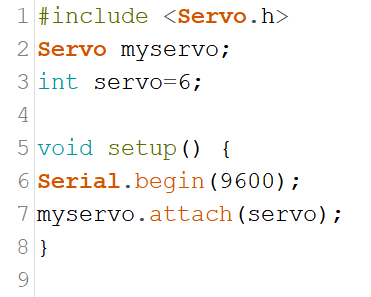 1 #include <Servo.h>
2 Servo myservo;
3 int servo=6;
4
5 void setup() {
6 Serial.begin(9600);
7 myservo.attach(servo);
8 }
9